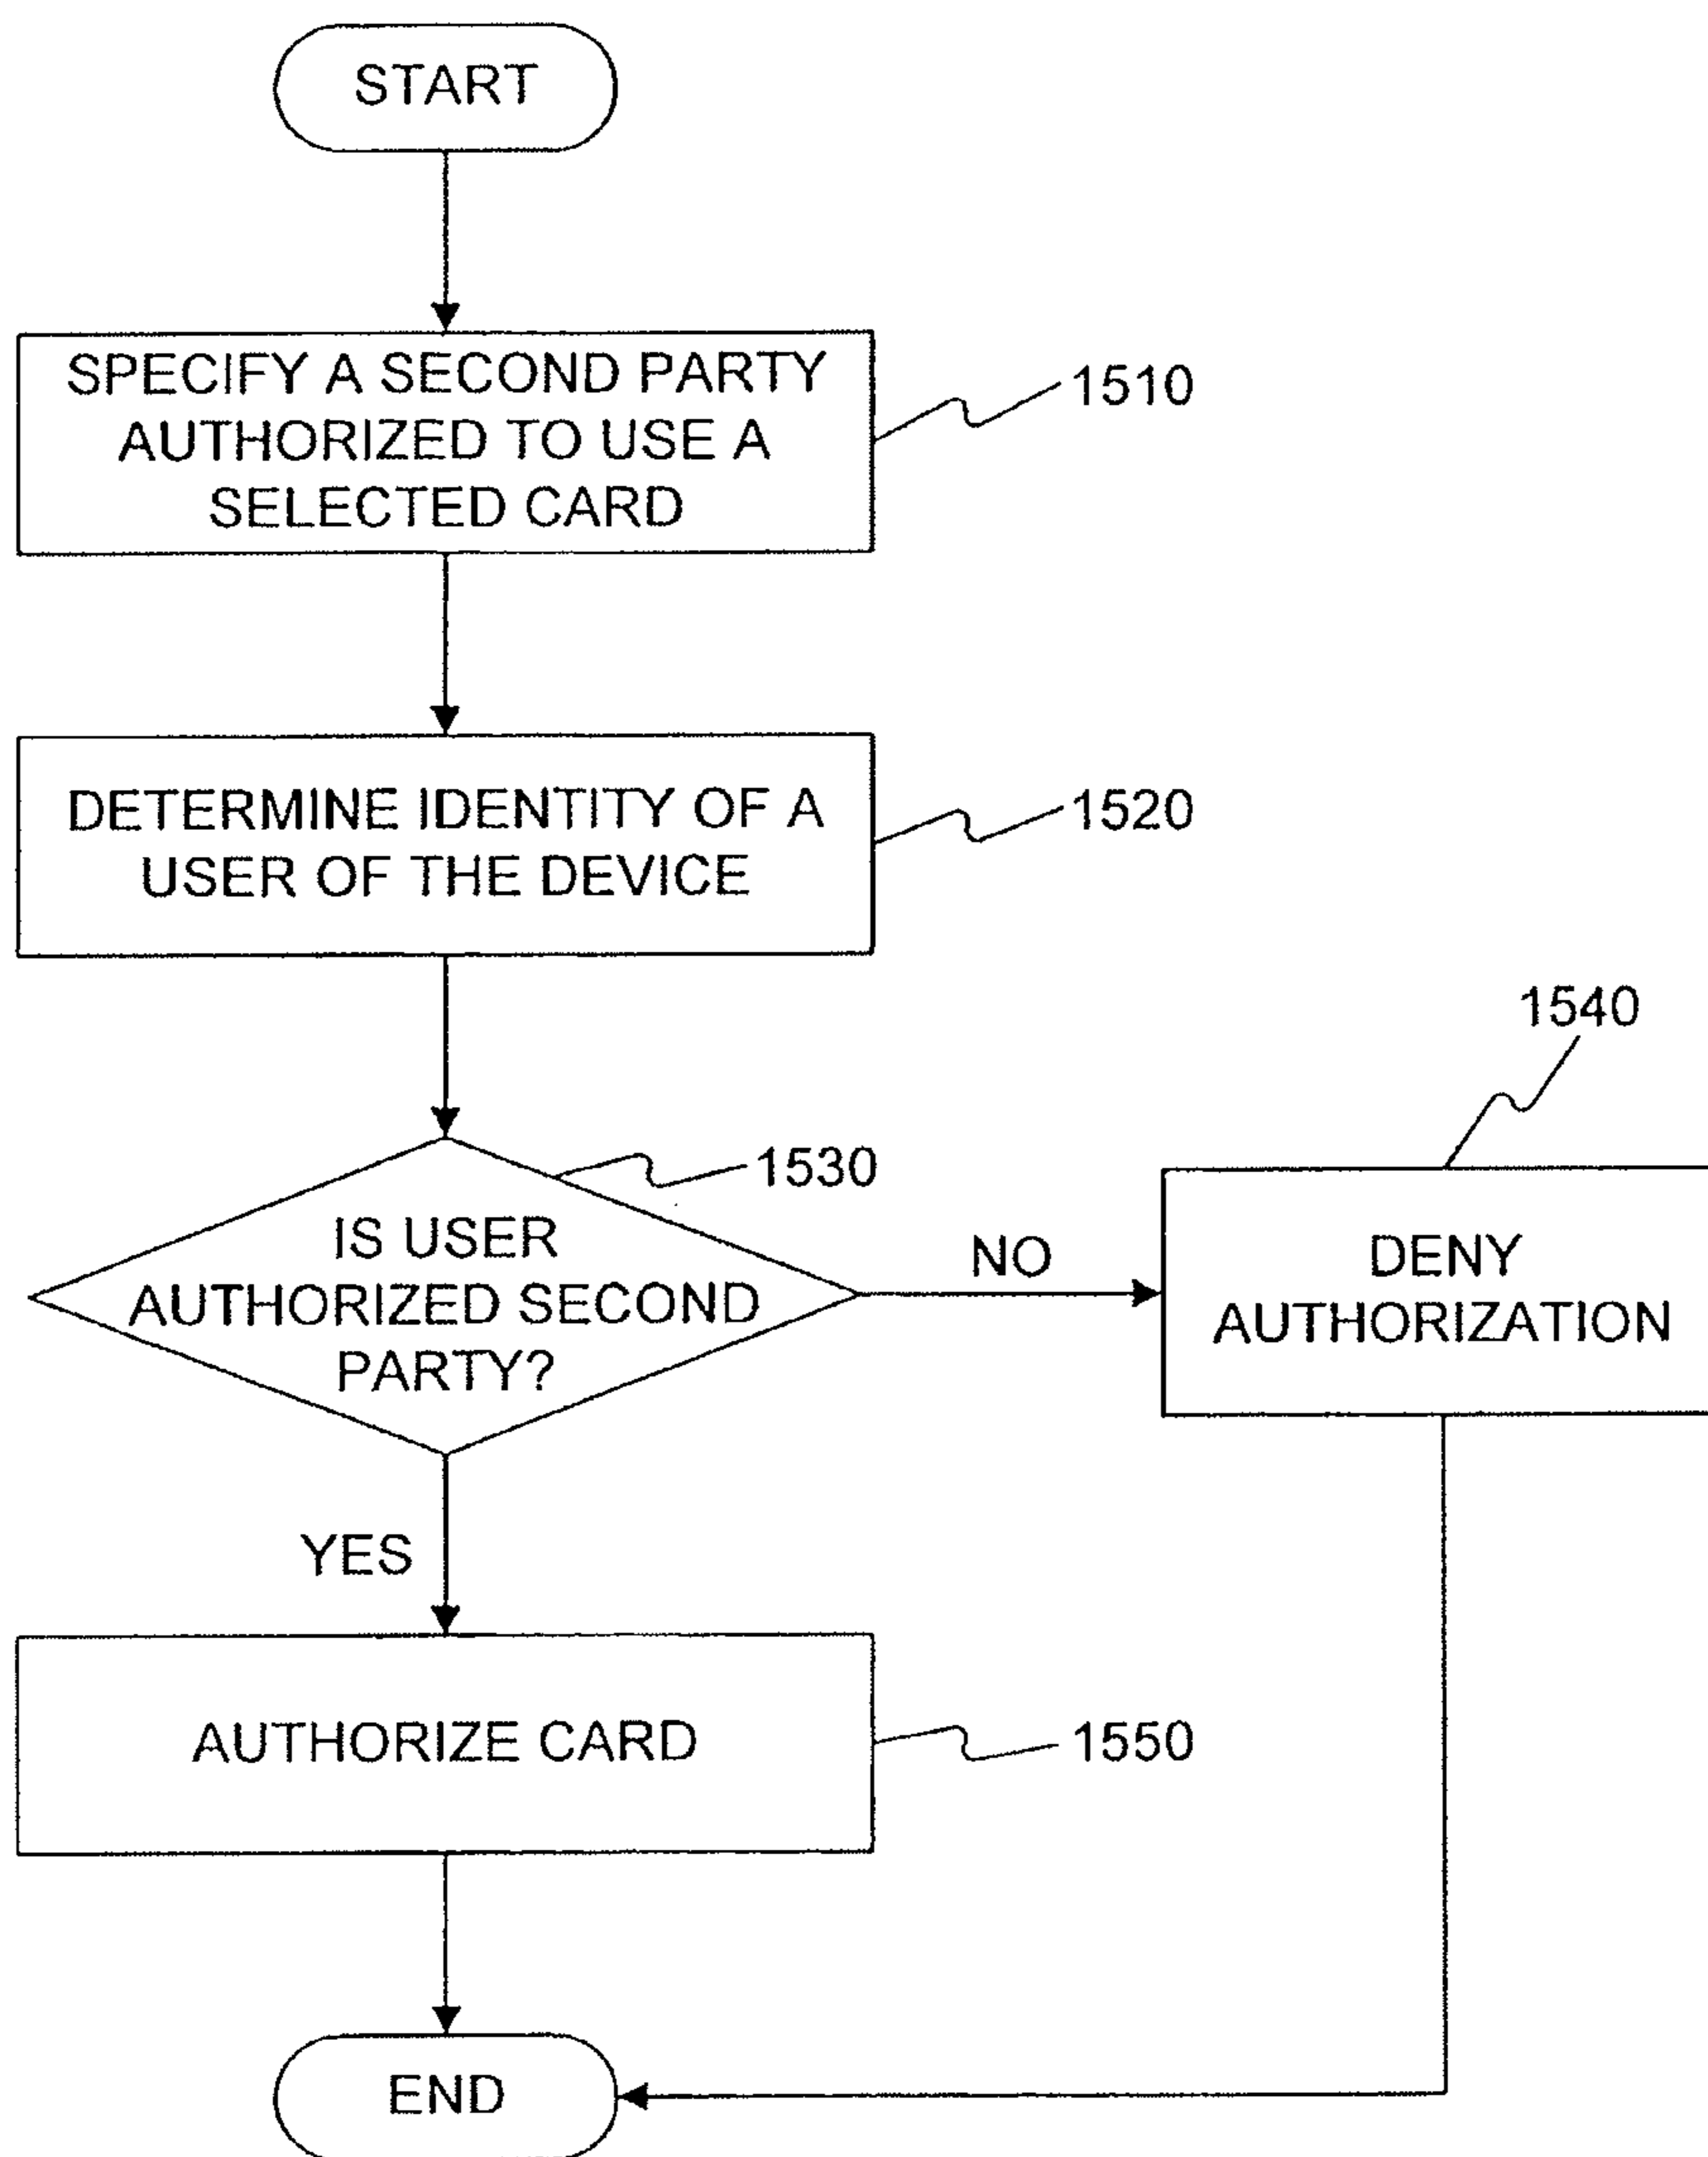 START
SPECIFY A SECOND PARTY
AUTHORIZED TO USE A
SELECTED CARD
1510
DETERMINE IDENTITY OF A
USER OF THE DEVICE
1520
1530
IS USER
AUTHORIZED SECOND
PARTY?
NO
1540
DENY
AUTHORIZATION
YES
AUTHORIZE CARD
1550
END